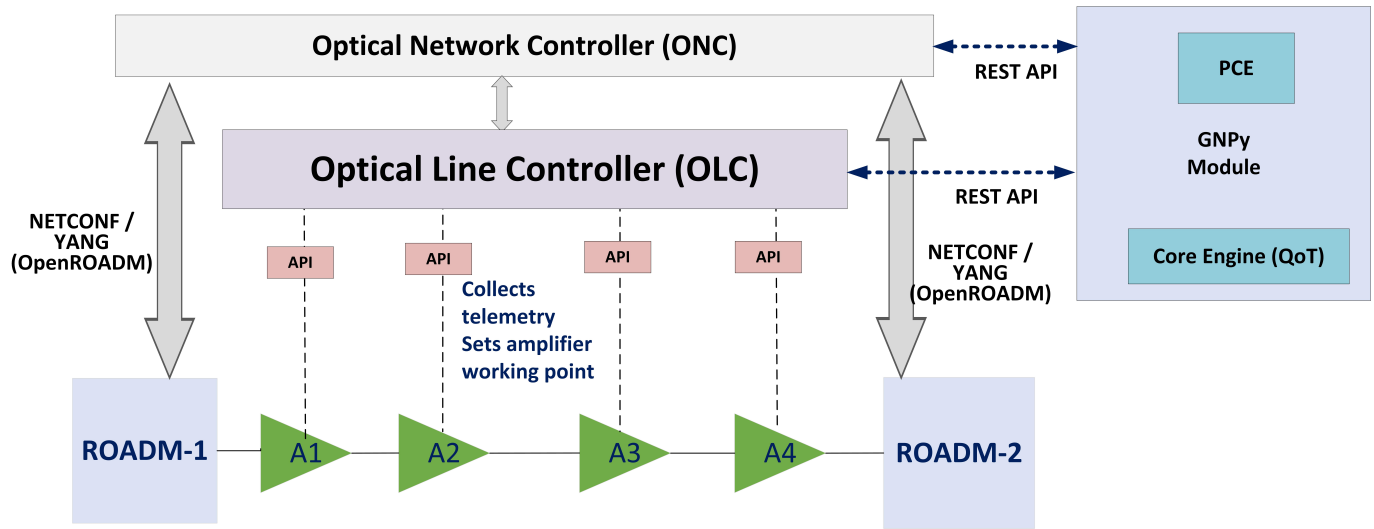 Optical Network Controller (ONC)
REST API
PCE
GNPy
Module
Core Engine (QoT)
Optical Line Controller (OLC)
REST API
NETCONF /
YANG
(OpenROADM)
API
API
API
API
Collects
telemetry
Sets amplifier
working point
NETCONF /
YANG
(OpenROADM)
ROADM-1
A1
A2
A3
A4
ROADM-2